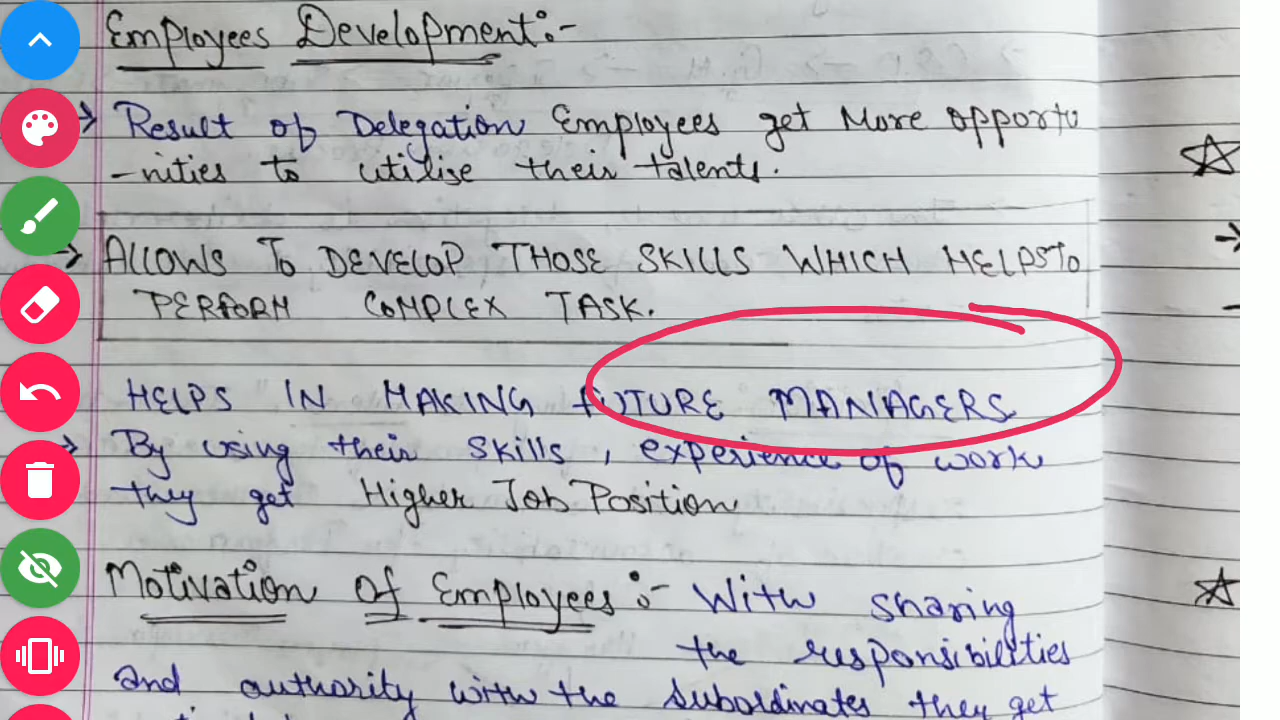 Employees Development:-
→ Result of Delegation Employees get More opportu
-nities to utilise their talents.
→ ALLOWS TO DEVELOP THOSE SKILLS WHICH HELPS TO
PERFORM COMPLEX TASK.
HELPS IN MAKING FUTURE MANAGERS
→ By using their skills, experience of work
they get Higher Job Position
Motivation Of Employees:- With sharing
the responsibilities
and authority with the subordinates they get